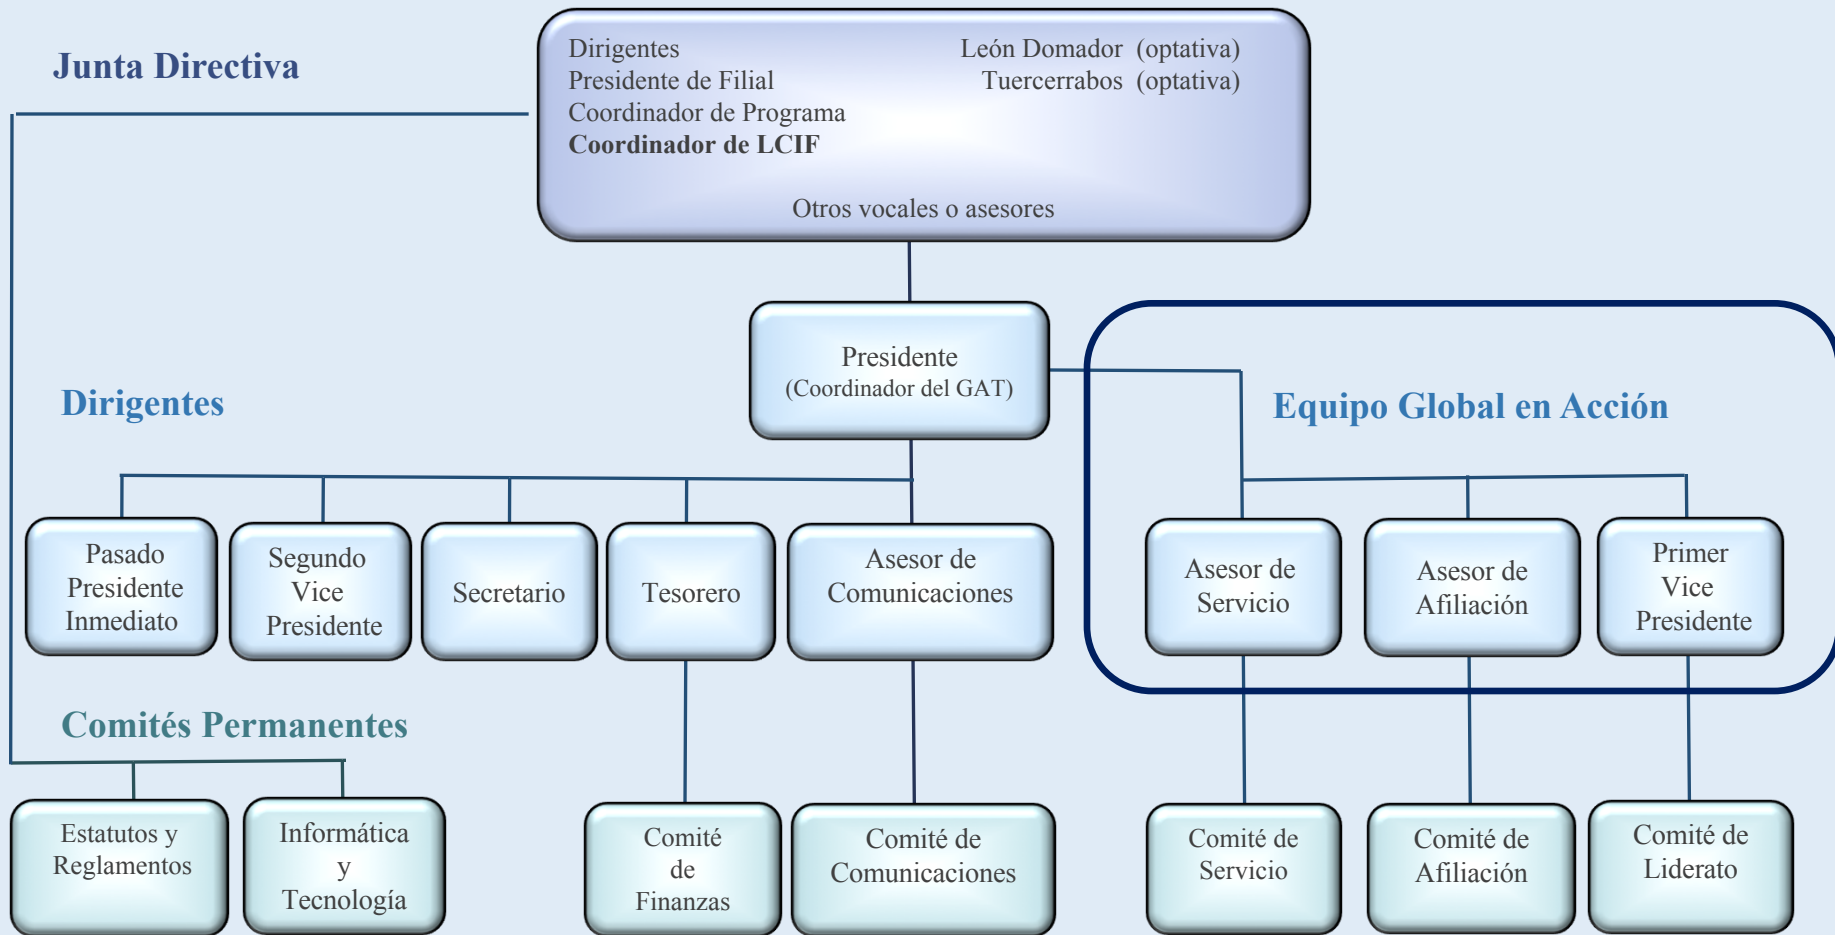 Junta Directiva
Dirigentes
Presidente de Filial
Coordinador de Programa
Coordinador de LCIF
León Domador (optativa)
Tuercerrabos (optativa)
Otros vocales o asesores
Presidente
(Coordinador del GAT)
Dirigentes
Equipo Global en Acción
Pasado
Presidente
Inmediato
Segundo
Vice
Presidente
Secretario
Tesorero
Asesor de
Comunicaciones
Asesor de
Servicio
Asesor de
Afiliación
Primer
Vice
Presidente
Comités Permanentes
Estatutos y
Reglamentos
Informática
y
Tecnología
Comité
de
Finanzas
Comité de
Comunicaciones
Comité de
Servicio
Comité de
Afiliación
Comité de
Liderato